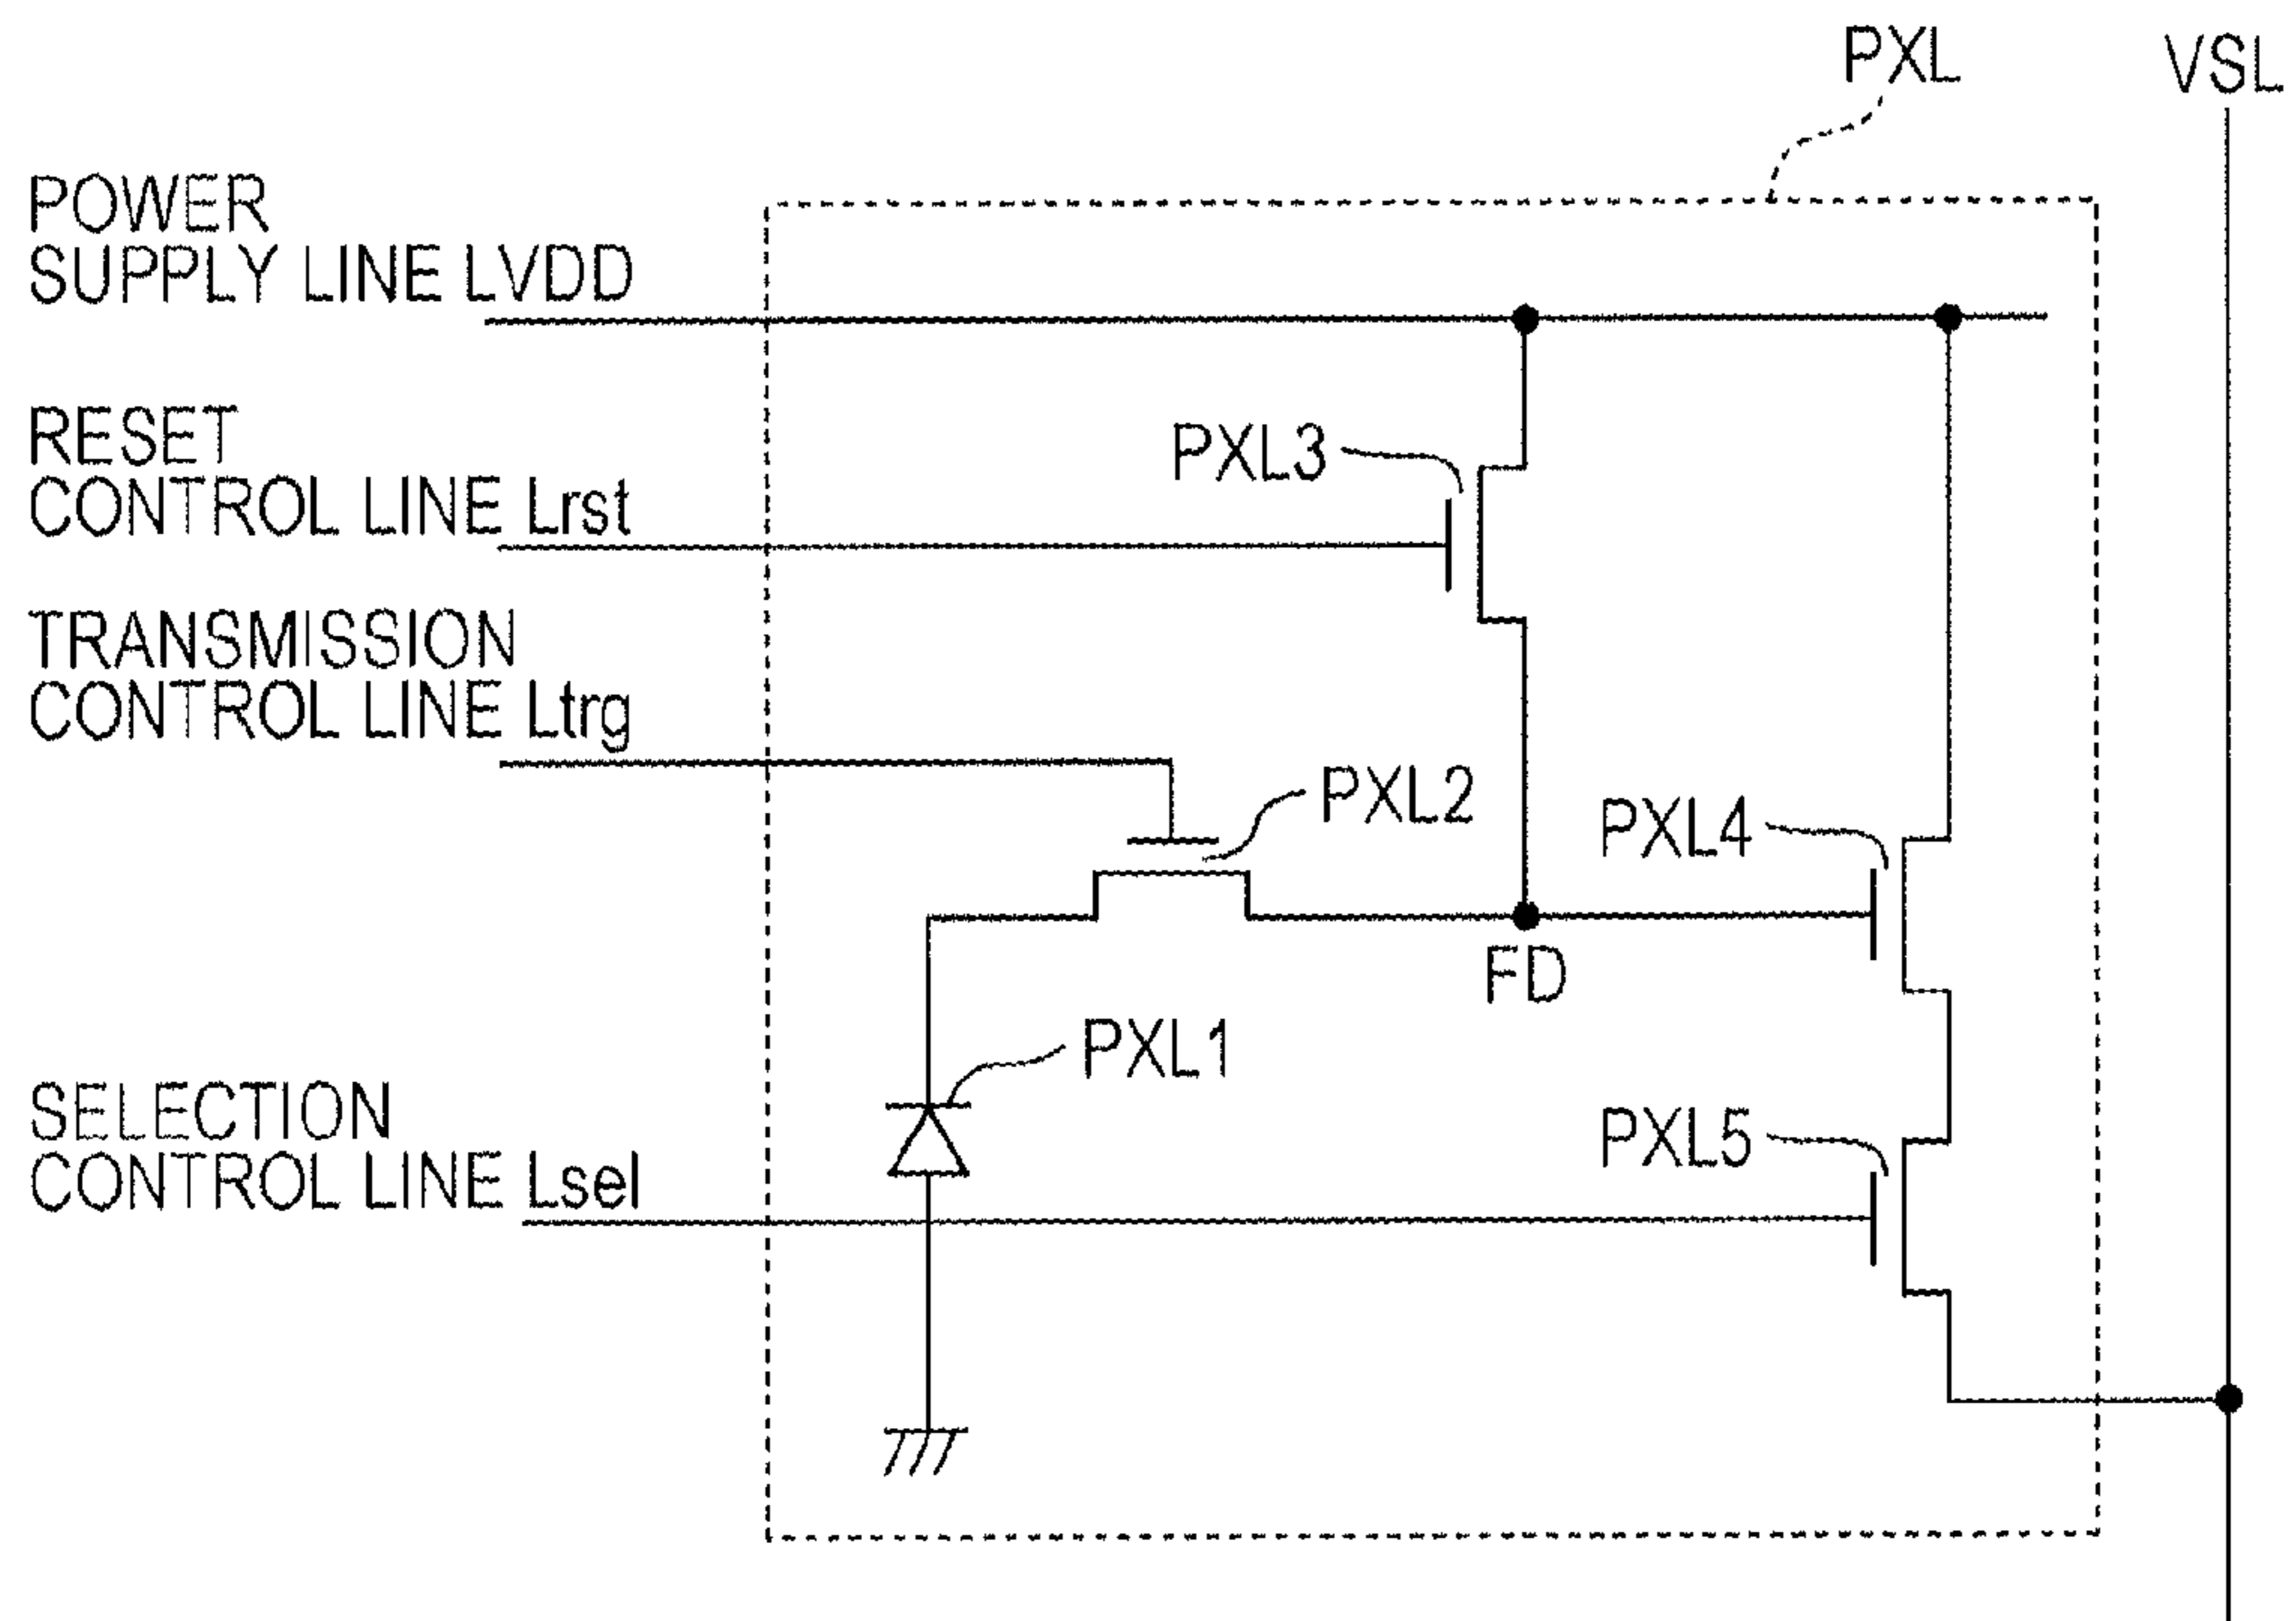 PXL
VSL
POWER
SUPPLY LINE LVDD
RESET
CONTROL LINE Lrst
PXL3
TRANSMISSION
CONTROL LINE Ltrg
PXL2
PXL4
FD
PXL1
SELECTION
CONTROL LINE Lsel
PXL5